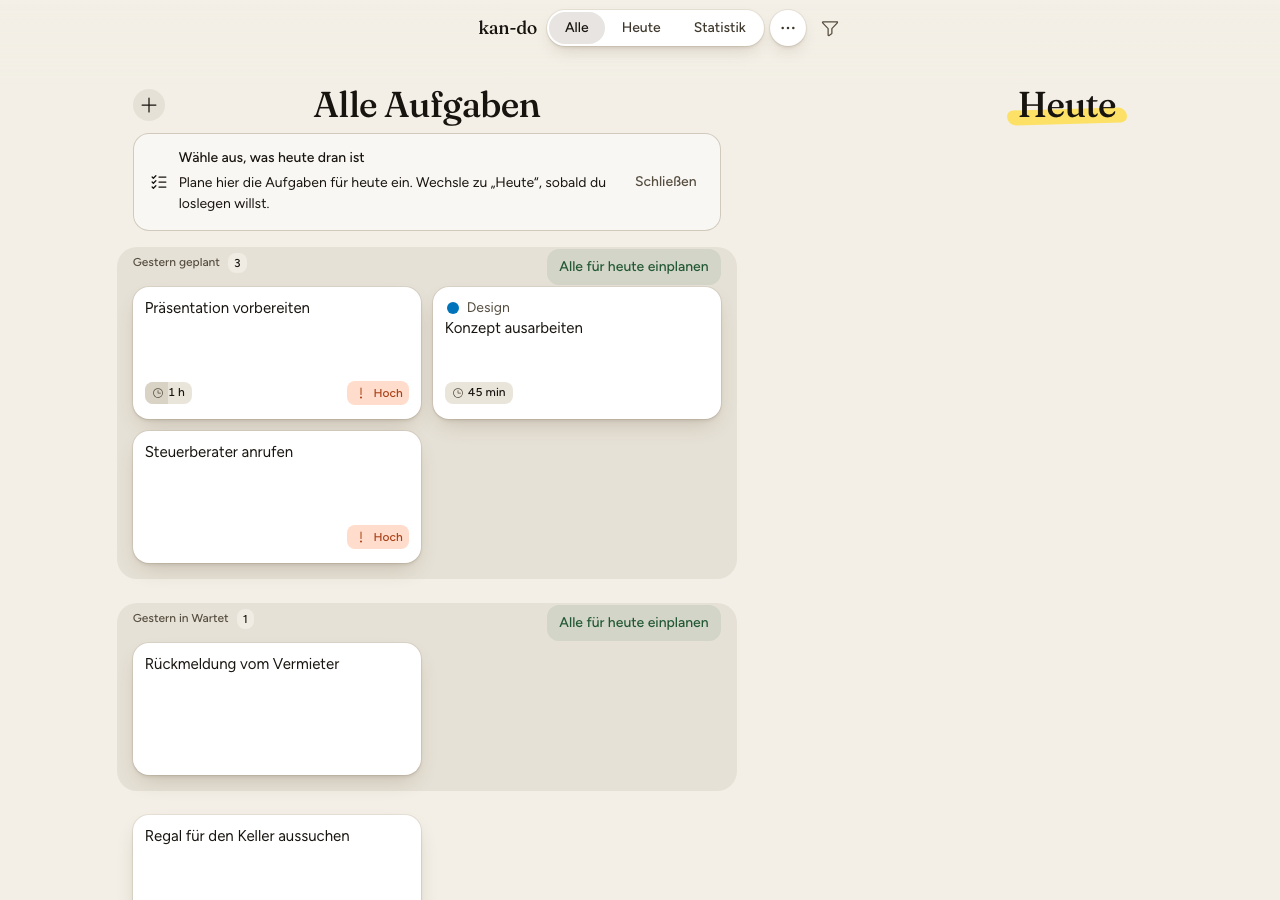 kan-do
Alle
Heute
Statistik
Alle Aufgaben
Heute
Wähle aus, was heute dran ist
Plane hier die Aufgaben für heute ein. Wechsle zu „Heute“, sobald du
loslegen willst.
Schließen
Gestern geplant 3
Alle für heute einplanen
Präsentation vorbereiten
1 h
! Hoch
Design
Konzept ausarbeiten
45 min
Steuerberater anrufen
! Hoch
Gestern in Wartet 1
Alle für heute einplanen
Rückmeldung vom Vermieter
Regal für den Keller aussuchen